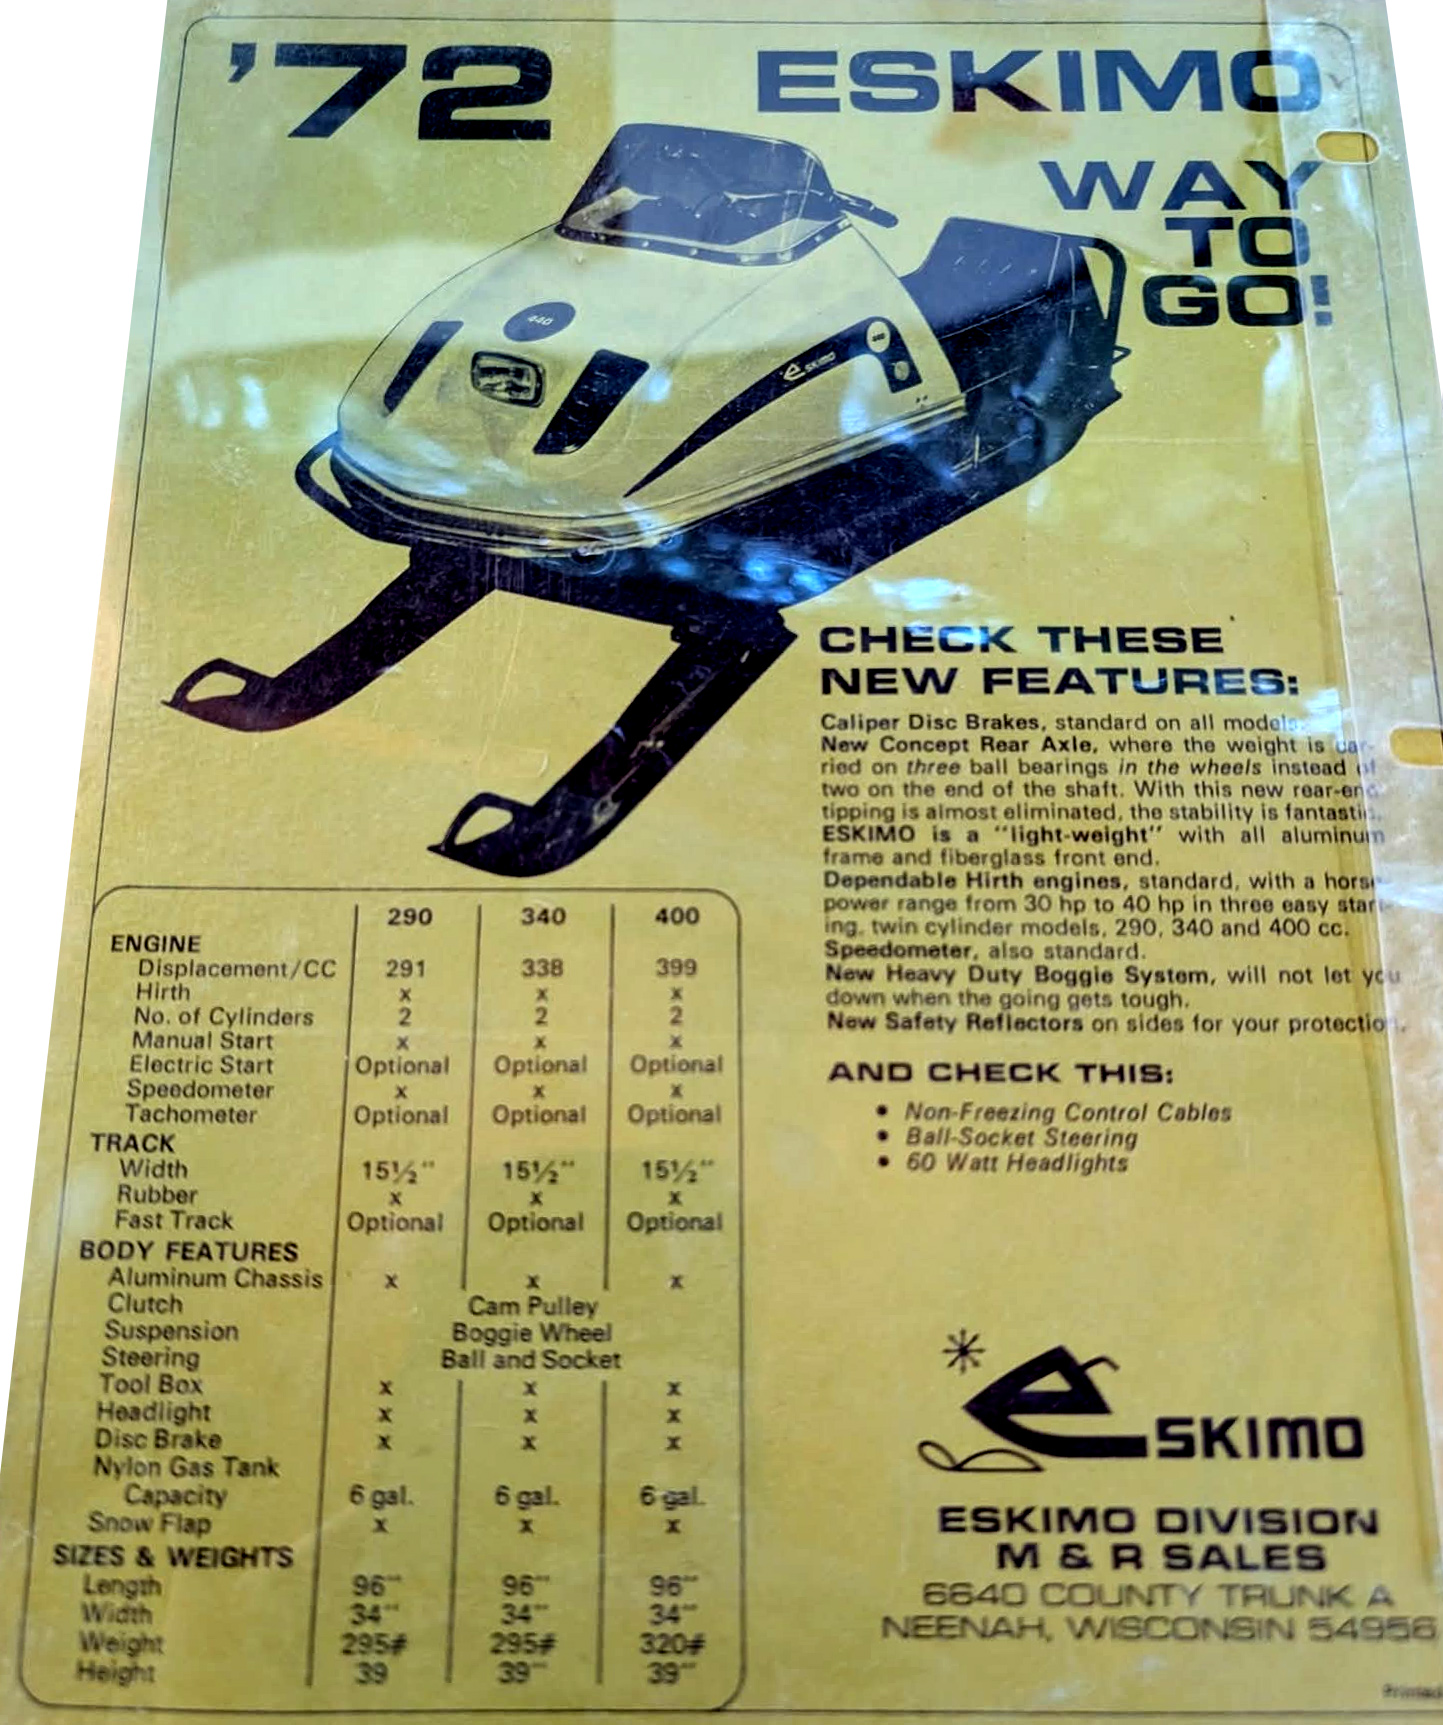 '72 ESKIMO
WAY
TO
GO!
440
eSKIMO
440
CHECK THESE
NEW FEATURES:
Caliper Disc Brakes, standard on all models.
New Concept Rear Axle, where the weight is car-
ried on three ball bearings in the wheels instead of
two on the end of the shaft. With this new rear-end
tipping is almost eliminated, the stability is fantastic.
ESKIMO is a "light-weight" with all aluminum
frame and fiberglass front end.
Dependable Hirth engines, standard, with a horse-
power range from 30 hp to 40 hp in three easy start-
ing, twin cylinder models, 290, 340 and 400 cc.
Speedometer, also standard.
New Heavy Duty Boggie System, will not let you
down when the going gets tough.
New Safety Reflectors on sides for your protection.
AND CHECK THIS:
• Non-Freezing Control Cables
• Ball-Socket Steering
• 60 Watt Headlights
290 340 400
ENGINE
Displacement/CC 291 338 399
Hirth x x x
No. of Cylinders 2 2 2
Manual Start x x x
Electric Start Optional Optional Optional
Speedometer x x x
Tachometer Optional Optional Optional
TRACK
Width 15½" 15½" 15½"
Rubber x x x
Fast Track Optional Optional Optional
BODY FEATURES
Aluminum Chassis x x x
Clutch Cam Pulley
Suspension Boggie Wheel
Steering Ball and Socket
Tool Box x x x
Headlight x x x
Disc Brake x x x
Nylon Gas Tank
Capacity 6 gal. 6 gal. 6 gal.
Snow Flap x x x
SIZES & WEIGHTS
Length 96" 96" 96"
Width 34" 34" 34"
Weight 295# 295# 320#
Height 39 39" 39"
eSKIMO
ESKIMO DIVISION
M & R SALES
6640 COUNTY TRUNK A
NEENAH, WISCONSIN 54956
Printed